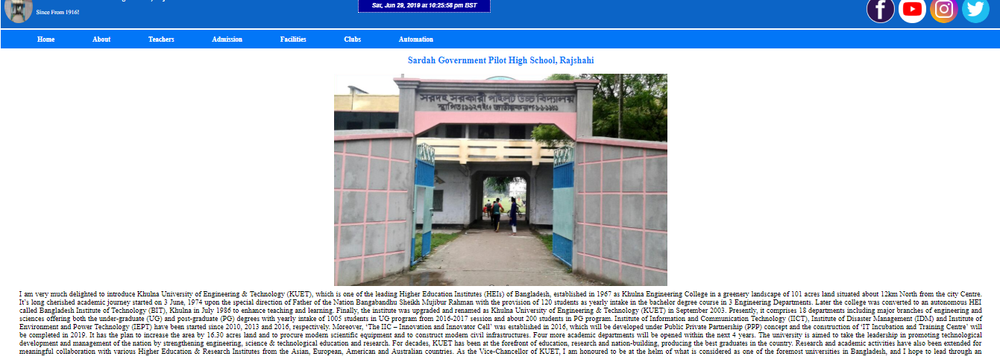 Since From 1916!
Sat, Jun 29, 2019 at 10:25:58 pm BST
Home About Teachers Admission Facilities Clubs Automation
Sardah Government Pilot High School, Rajshahi
সরদহ সরকারী পাইলট উচ্চ বিদ্যালয়
I am very much delighted to introduce Khulna University of Engineering & Technology (KUET), which is one of the leading Higher Education Institutes (HEIs) of Bangladesh, established in 1967 as Khulna Engineering College in a greenery landscape of 101 acres land situated about 12km North from the city Centre.
It's long cherished academic journey started on 3 June, 1974 upon the special direction of Father of the Nation Bangabandhu Sheikh Mujibur Rahman with the provision of 120 students as yearly intake in the bachelor degree course in 3 Engineering Departments. Later the college was converted to an autonomous HEI
called Bangladesh Institute of Technology (BIT), Khulna in July 1986 to enhance teaching and learning. Finally, the institute was upgraded and renamed as Khulna University of Engineering & Technology (KUET) in September 2003. Presently, it comprises 18 departments including major branches of engineering and
sciences offering both the under-graduate (UG) and post-graduate (PG) degrees with yearly intake of 1005 students in UG program from 2016-2017 session and about 200 students in PG program. Institute of Information and Communication Technology (IICT), Institute of Disaster Management (IDM) and Institute of
Environment and Power Technology (IEPT) have been started since 2010, 2013 and 2016, respectively. Moreover, 'The IIC – Innovation and Innovator Cell' was established in 2016, which will be developed under Public Private Partnership (PPP) concept and the construction of 'IT Incubation and Training Centre' will
be completed in 2019. It has the plan to increase the area by 16.30 acres land and to procure modern scientific equipment and to construct modern civil infrastructures. Four more academic departments will be opened within the next 4 years. The university is aimed to take the leadership in promoting technological
development and management of the nation by strengthening engineering, science & technological education and research. For decades, KUET has been at the forefront of education, research and nation-building, producing the best graduates in the country. Research and academic activities have also been extended for
meaningful collaboration with various Higher Education & Research Institutes from the Asian, European, American and Australian countries. As the Vice-Chancellor of KUET, I am honoured to be at the helm of what is considered as one of the foremost universities in Bangladesh, and I hope to lead through an